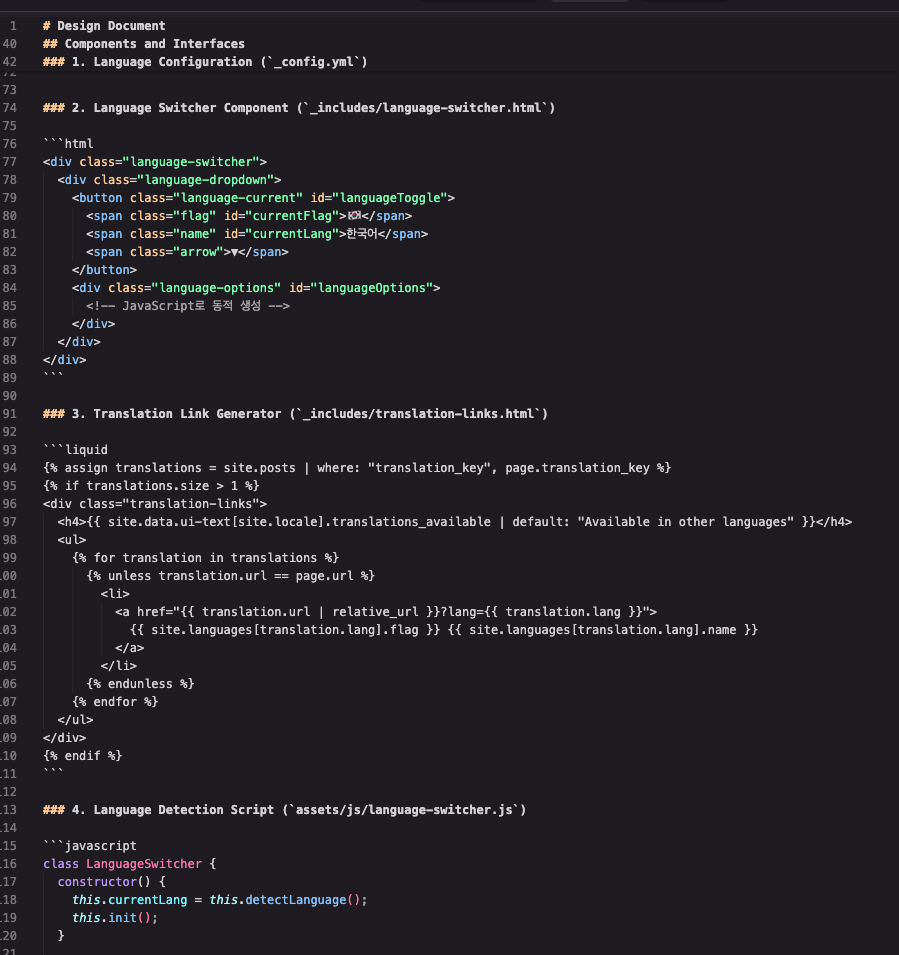 1 # Design Document
40 ## Components and Interfaces
42 ### 1. Language Configuration (`_config.yml`)
73
74 ### 2. Language Switcher Component (`_includes/language-switcher.html`)
75
76 ```html
77 <div class="language-switcher">
78   <div class="language-dropdown">
79     <button class="language-current" id="languageToggle">
80       <span class="flag" id="currentFlag">🇰🇷</span>
81       <span class="name" id="currentLang">한국어</span>
82       <span class="arrow">▼</span>
83     </button>
84     <div class="language-options" id="languageOptions">
85       <!-- JavaScript로 동적 생성 -->
86     </div>
87   </div>
88 </div>
89 ```
90
91 ### 3. Translation Link Generator (`_includes/translation-links.html`)
92
93 ```liquid
94 {% assign translations = site.posts | where: "translation_key", page.translation_key %}
95 {% if translations.size > 1 %}
96 <div class="translation-links">
97   <h4>{{ site.data.ui-text[site.locale].translations_available | default: "Available in other languages" }}</h4>
98   <ul>
99     {% for translation in translations %}
100       {% unless translation.url == page.url %}
101         <li>
102           <a href="{{ translation.url | relative_url }}?lang={{ translation.lang }}">
103             {{ site.languages[translation.lang].flag }} {{ site.languages[translation.lang].name }}
104           </a>
105         </li>
106       {% endunless %}
107     {% endfor %}
108   </ul>
109 </div>
110 {% endif %}
111 ```
112
113 ### 4. Language Detection Script (`assets/js/language-switcher.js`)
114
115 ```javascript
116 class LanguageSwitcher {
117   constructor() {
118     this.currentLang = this.detectLanguage();
119     this.init();
120   }
121